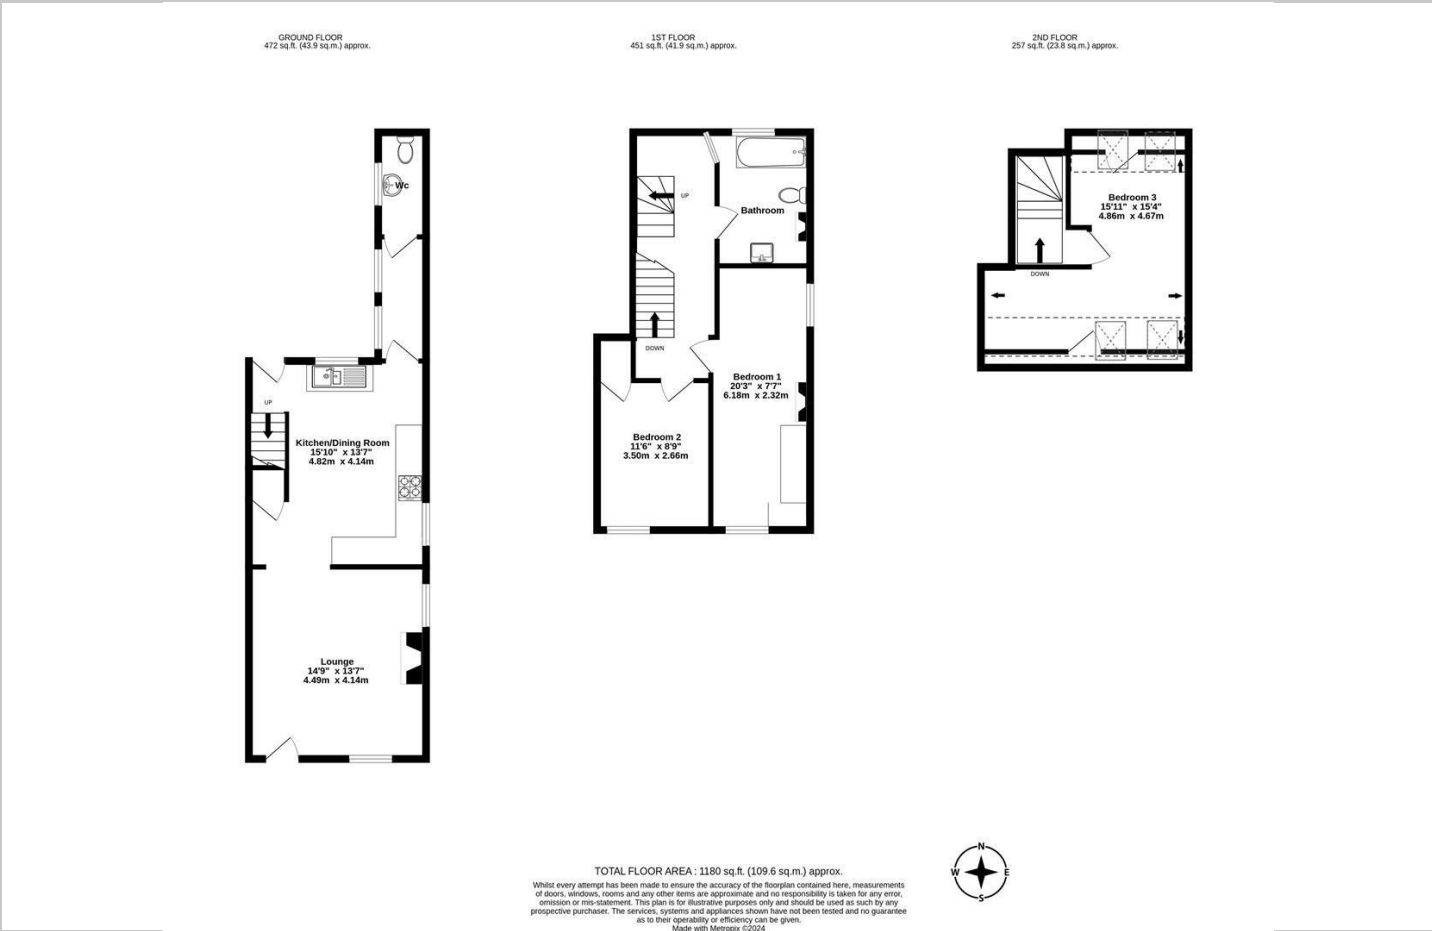 GROUND FLOOR
472 sq.ft. (43.9 sq.m.) approx.
1ST FLOOR
451 sq.ft. (41.9 sq.m.) approx.
2ND FLOOR
257 sq.ft. (23.8 sq.m.) approx.
Wc
UP
Kitchen/Dining Room
15'10" x 13'7"
4.82m x 4.14m
Lounge
14'9" x 13'7"
4.49m x 4.14m
UP
Bathroom
DOWN
Bedroom 1
20'3" x 7'7"
6.18m x 2.32m
Bedroom 2
11'6" x 8'9"
3.50m x 2.66m
Bedroom 3
15'11" x 15'4"
4.86m x 4.67m
DOWN
TOTAL FLOOR AREA : 1180 sq.ft. (109.6 sq.m.) approx.
Whilst every attempt has been made to ensure the accuracy of the floorplan contained here, measurements
of doors, windows, rooms and any other items are approximate and no responsibility is taken for any error,
omission or mis-statement. This plan is for illustrative purposes only and should be used as such by any
prospective purchaser. The services, systems and appliances shown have not been tested and no guarantee
as to their operability or efficiency can be given.
Made with Metropix ©2024
N
W E
S